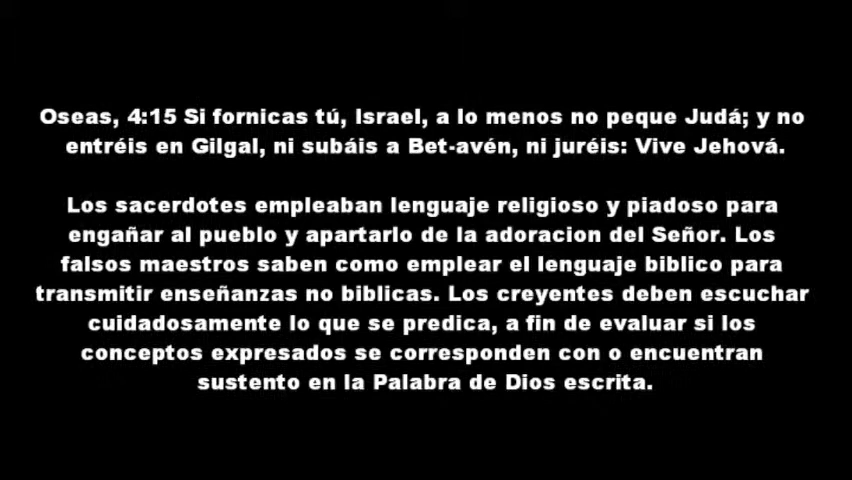 Oseas, 4:15 Si fornicas tú, Israel, a lo menos no peque Judá; y no
entréis en Gilgal, ni subáis a Bet-avén, ni juréis: Vive Jehová.
Los sacerdotes empleaban lenguaje religioso y piadoso para
engañar al pueblo y apartarlo de la adoracion del Señor. Los
falsos maestros saben como emplear el lenguaje biblico para
transmitir enseñanzas no biblicas. Los creyentes deben escuchar
cuidadosamente lo que se predica, a fin de evaluar si los
conceptos expresados se corresponden con o encuentran
sustento en la Palabra de Dios escrita.